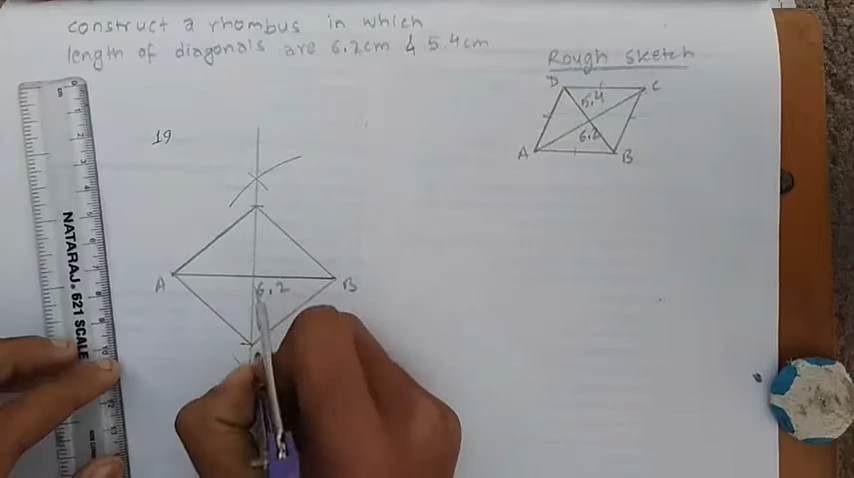 construct a rhombus in which
length of diagonals are 6.2cm & 5.4cm
Rough sketch
D
C
5.4
6.2
A
B
19
A
6.2
B
NATARAJ 621 SCALE